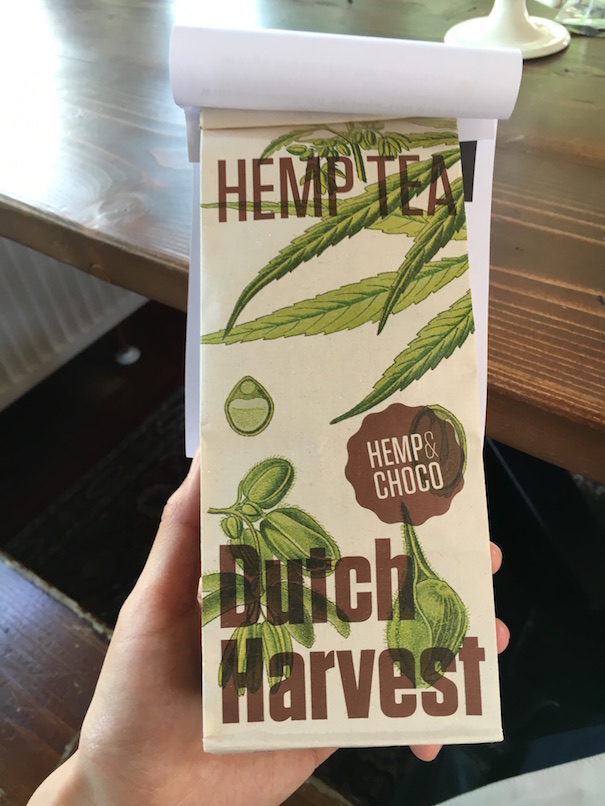 HEMP TEA
HEMP&
CHOCO
Dutch
Harvest